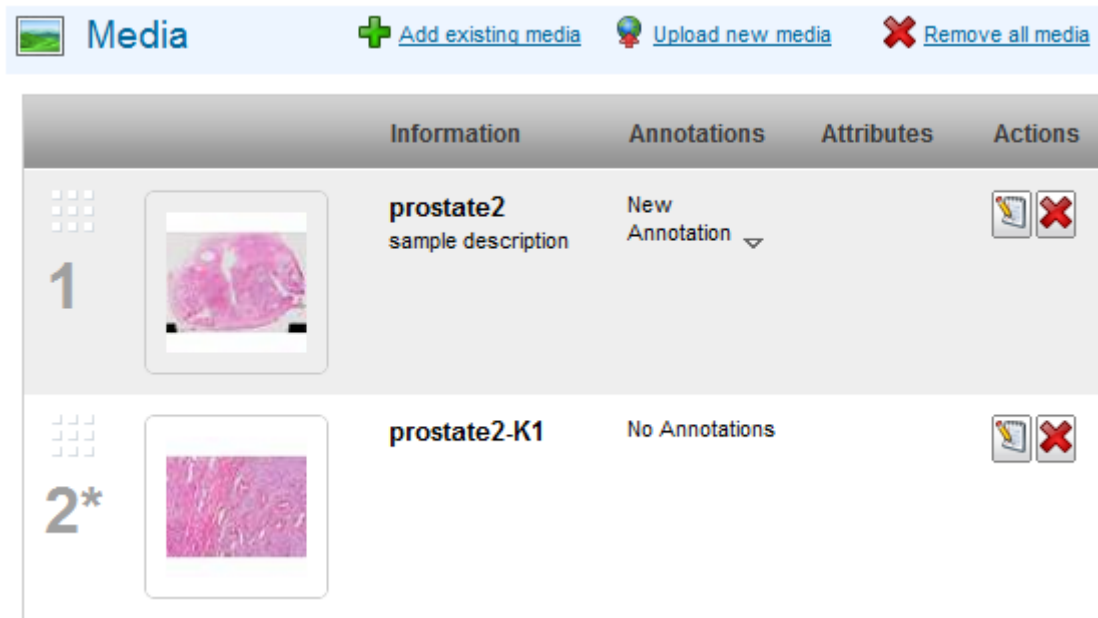 Media
Add existing media
Upload new media
Remove all media
Information Annotations Attributes Actions
1
prostate2
sample description
New
Annotation
2*
prostate2-K1
No Annotations